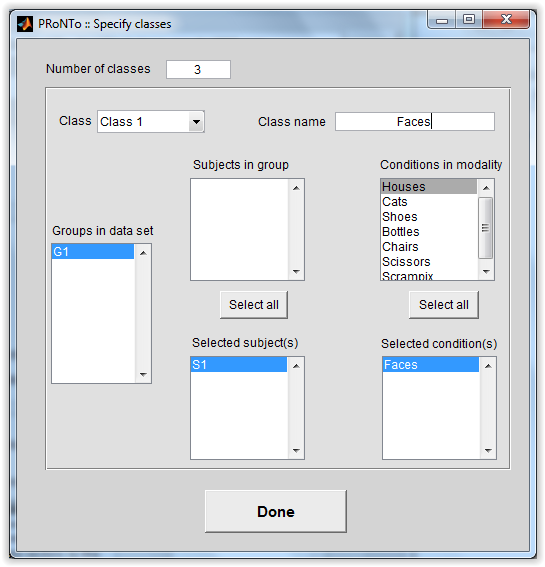 PRoNTo :: Specify classes
Number of classes 3
Class Class 1 Class name Faces
Subjects in group Conditions in modality
Houses
Cats
Shoes
Bottles
Chairs
Scissors
Scrampix
Groups in data set
G1
Select all Select all
Selected subject(s) Selected condition(s)
S1 Faces
Done